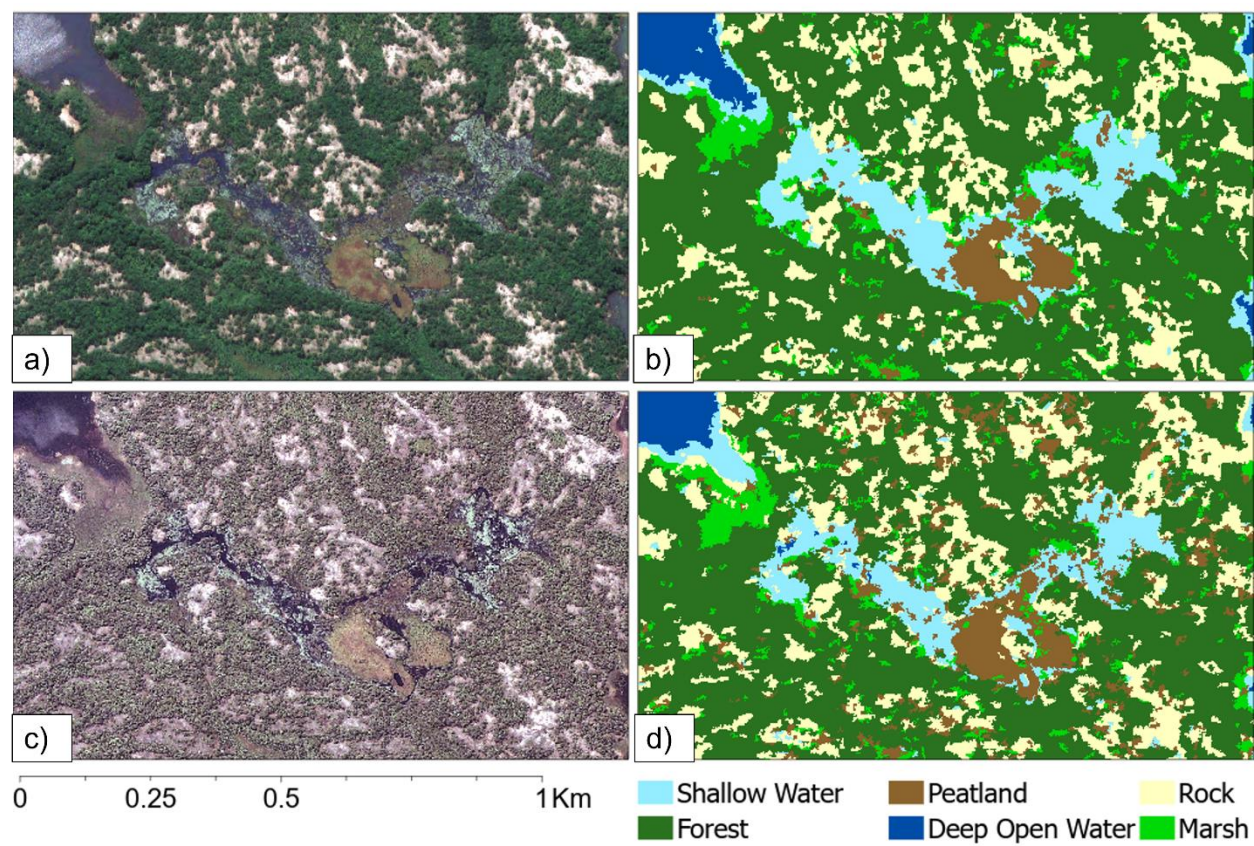 a)
b)
c)
d)
0 0.25 0.5 1Km
Shallow Water Peatland Rock
Forest Deep Open Water Marsh